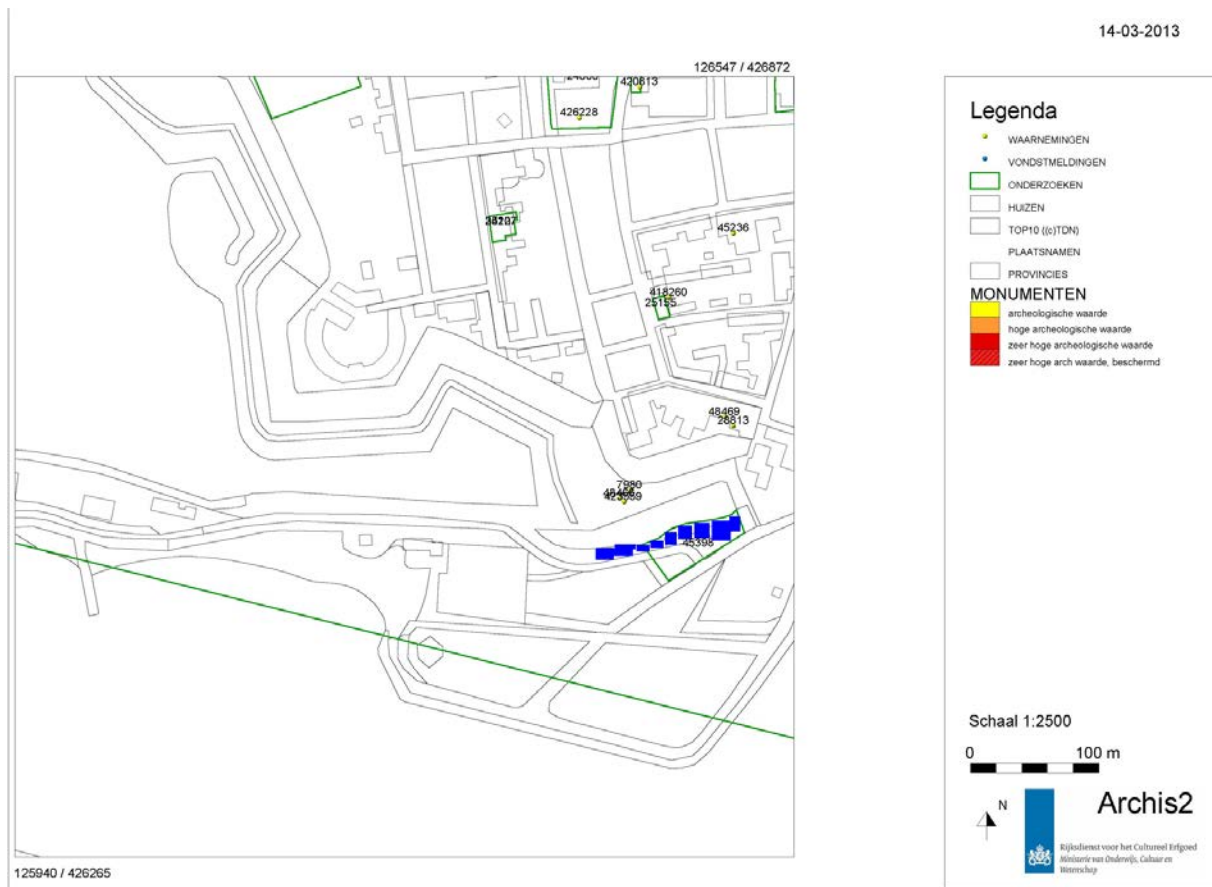 14-03-2013
126547 / 426872
420813
426228
45236
418260
25155
48469
28813
7980
45398
125940 / 426265
Legenda
WAARNEMINGEN
VONDSTMELDINGEN
ONDERZOEKEN
HUIZEN
TOP10 ((c)TDN)
PLAATSNAMEN
PROVINCIES
MONUMENTEN
archeologische waarde
hoge archeologische waarde
zeer hoge archeologische waarde
zeer hoge arch waarde, beschermd
Schaal 1:2500
0 100 m
N
Archis2
Rijksdienst voor het Cultureel Erfgoed
Ministerie van Onderwijs, Cultuur en
Wetenschap